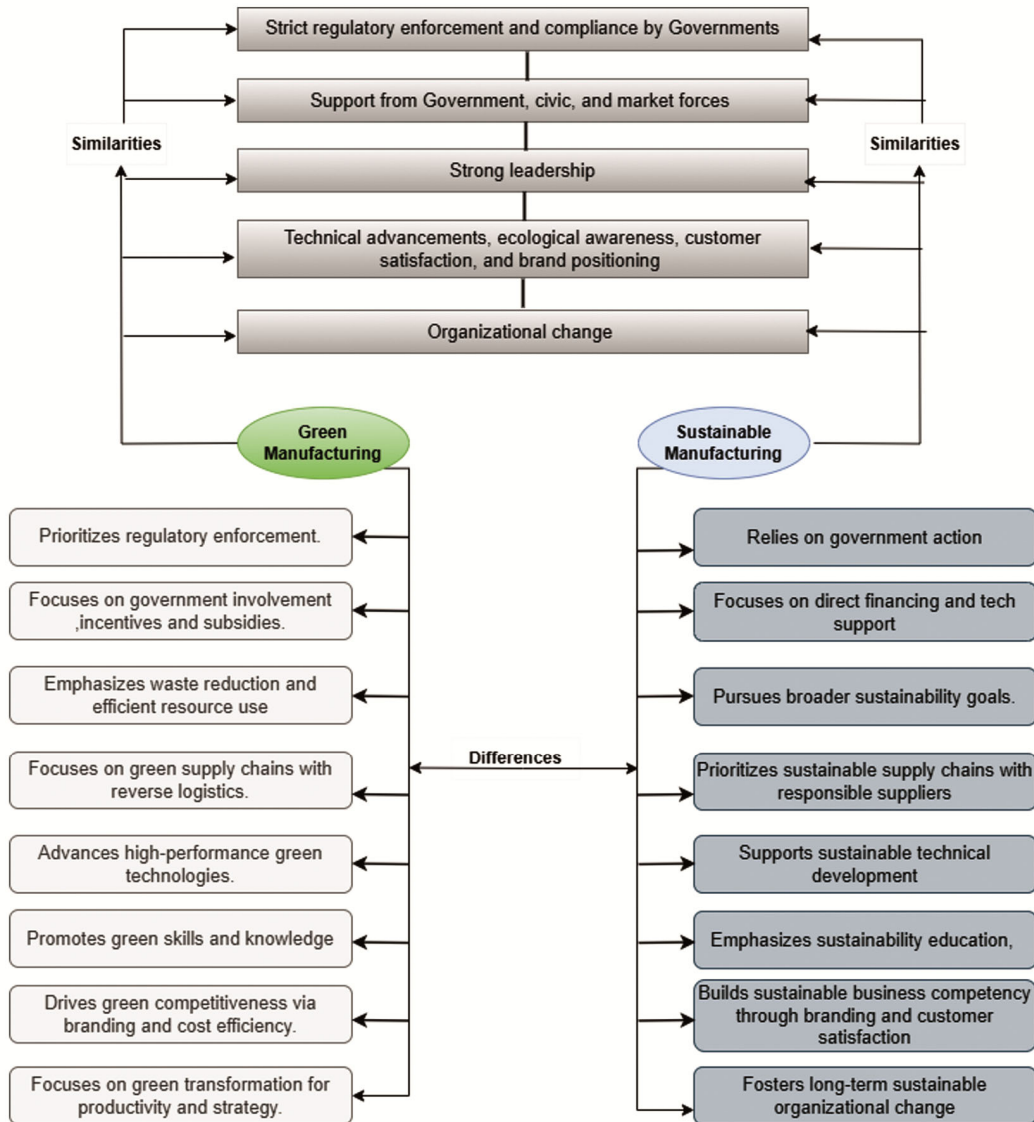 Strict regulatory enforcement and compliance by Governments
Support from Government, civic, and market forces
Similarities
Similarities
Strong leadership
Technical advancements, ecological awareness, customer
satisfaction, and brand positioning
Organizational change
Green
Manufacturing
Sustainable
Manufacturing
Prioritizes regulatory enforcement.
Relies on government action
Focuses on government involvement
,incentives and subsidies.
Focuses on direct financing and tech
support
Emphasizes waste reduction and
efficient resource use
Pursues broader sustainability goals.
Differences
Focuses on green supply chains with
reverse logistics.
Prioritizes sustainable supply chains with
responsible suppliers
Advances high-performance green
technologies.
Supports sustainable technical
development
Promotes green skills and knowledge
Emphasizes sustainability education,
Drives green competitiveness via
branding and cost efficiency.
Builds sustainable business competency
through branding and customer
satisfaction
Focuses on green transformation for
productivity and strategy.
Fosters long-term sustainable
organizational change